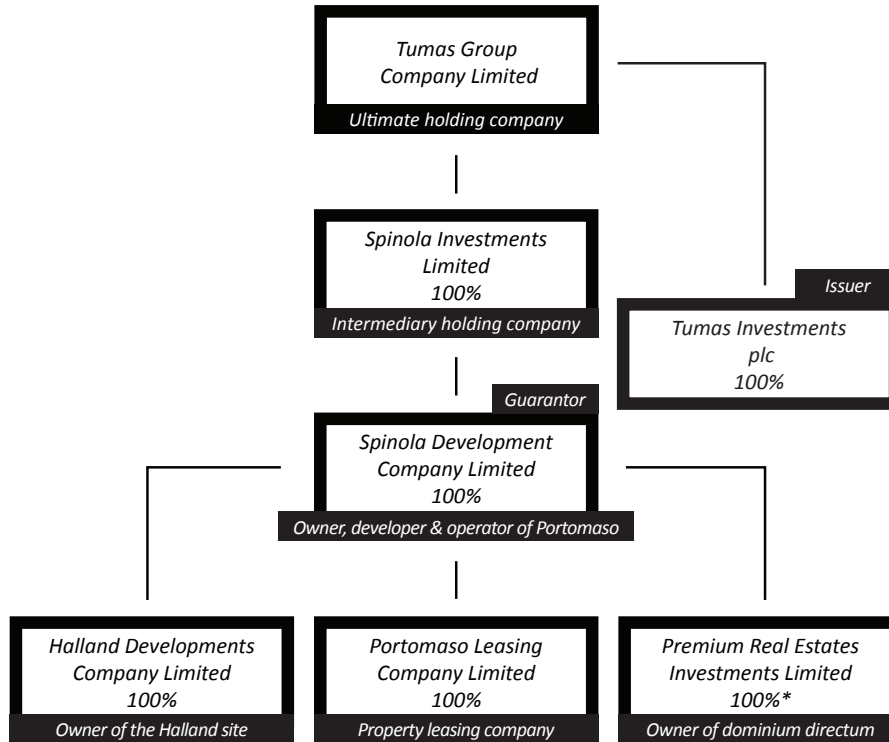 Tumas Group
Company Limited
Ultimate holding company
Spinola Investments
Limited
100%
Intermediary holding company
Issuer
Tumas Investments
plc
100%
Guarantor
Spinola Development
Company Limited
100%
Owner, developer & operator of Portomaso
Halland Developments
Company Limited
100%
Owner of the Halland site
Portomaso Leasing
Company Limited
100%
Property leasing company
Premium Real Estates
Investments Limited
100%*
Owner of dominium directum